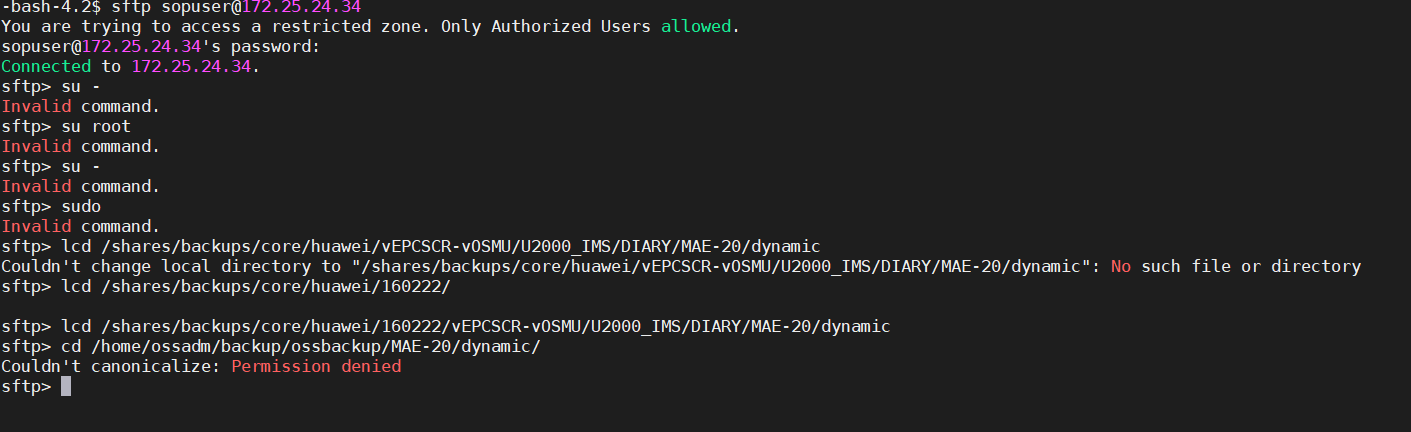 -bash-4.2$ sftp sopuser@172.25.24.34
You are trying to access a restricted zone. Only Authorized Users allowed.
sopuser@172.25.24.34's password:
Connected to 172.25.24.34.
sftp> su -
Invalid command.
sftp> su root
Invalid command.
sftp> su -
Invalid command.
sftp> sudo
Invalid command.
sftp> lcd /shares/backups/core/huawei/vEPCSCR-vOSMU/U2000_IMS/DIARY/MAE-20/dynamic
Couldn't change local directory to "/shares/backups/core/huawei/vEPCSCR-vOSMU/U2000_IMS/DIARY/MAE-20/dynamic": No such file or directory
sftp> lcd /shares/backups/core/huawei/160222/
sftp> lcd /shares/backups/core/huawei/160222/vEPCSCR-vOSMU/U2000_IMS/DIARY/MAE-20/dynamic
sftp> cd /home/ossadm/backup/ossbackup/MAE-20/dynamic/
Couldn't canonicalize: Permission denied
sftp>